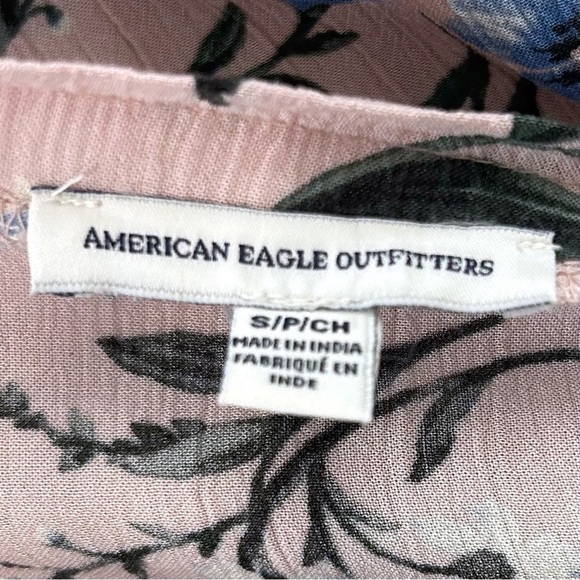 AMERICAN EAGLE OUTFITTERS
S/P/CH
MADE IN INDIA
FABRIQUÉ EN
INDE